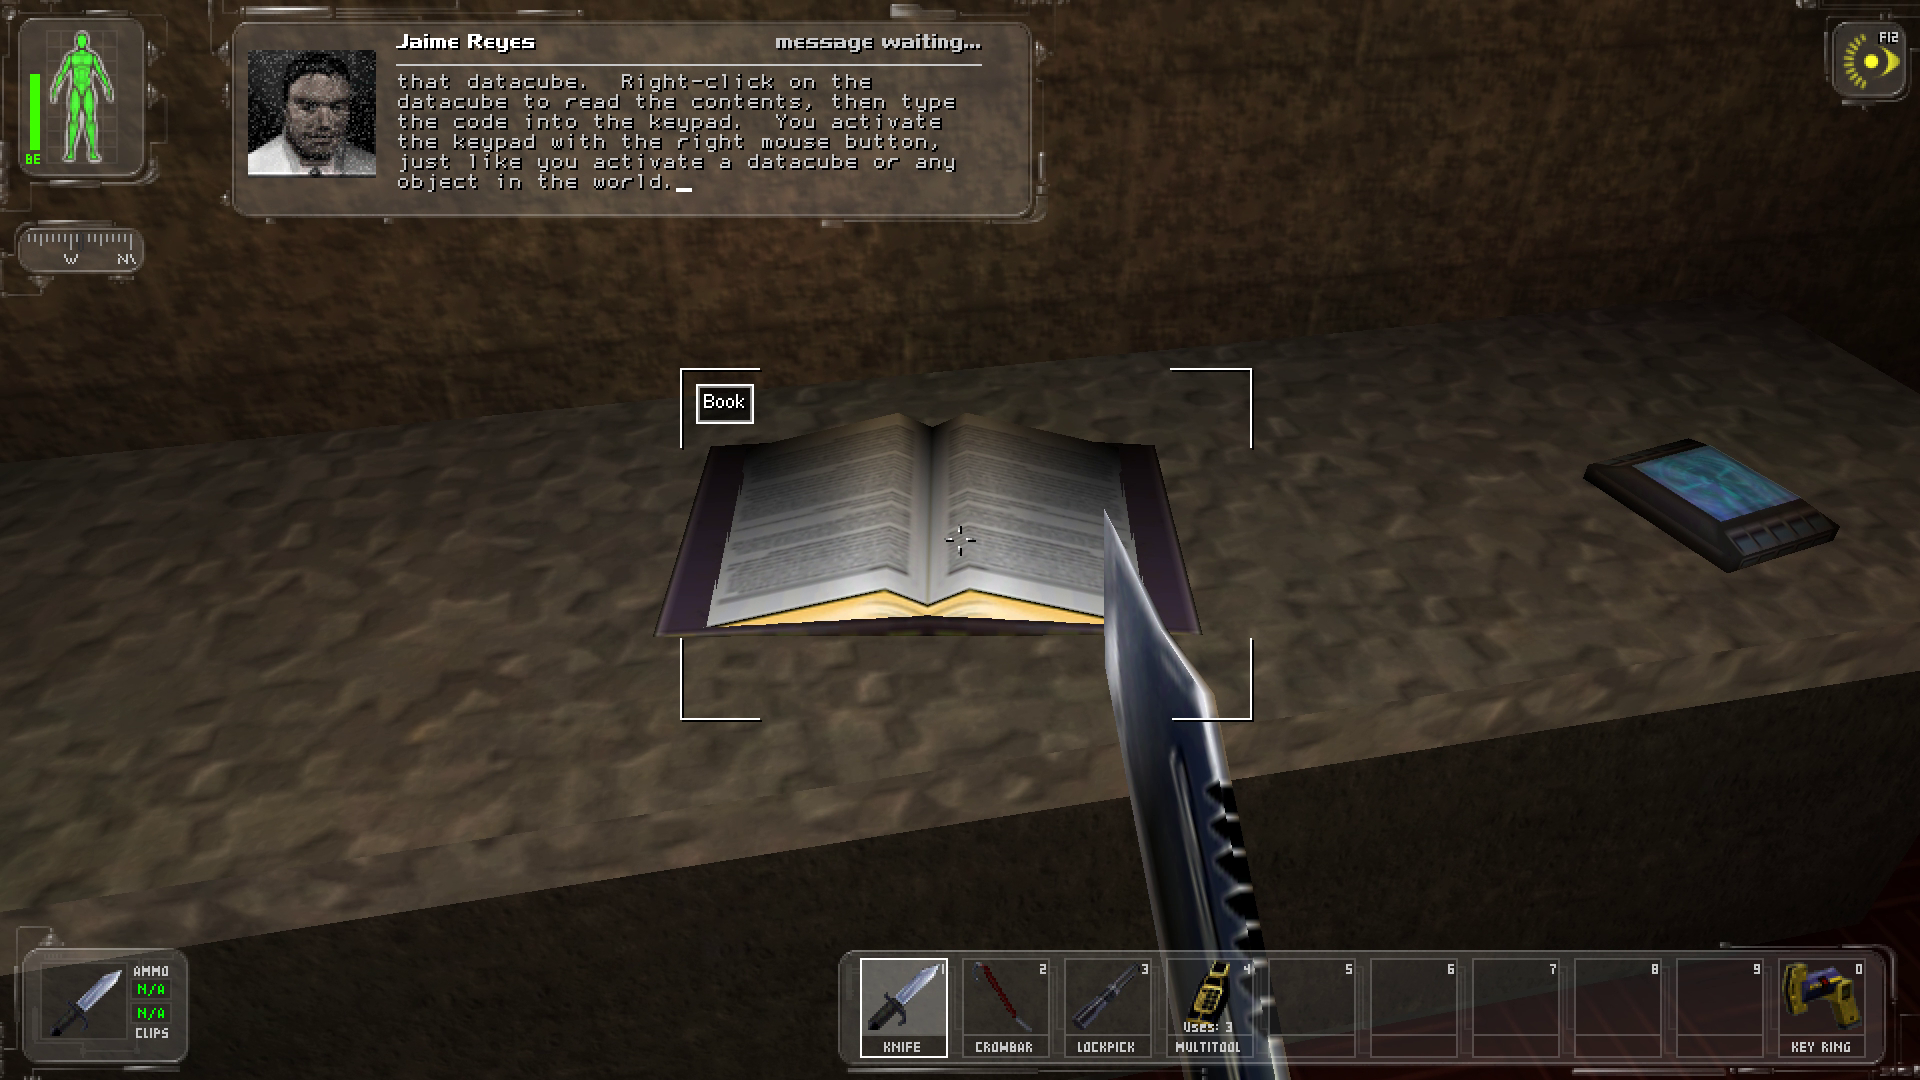 Jaime Reyes message waiting...
that datacube.  Right-click on the
datacube to read the contents, then type
the code into the keypad.  You activate
the keypad with the right mouse button,
just like you activate a datacube or any
object in the world.
F12
BE
W N
Book
AMMO
N/A
N/A
CLIPS
1 2 3 4 5 6 7 8 9 0
Uses: 3
KNIFE CROWBAR LOCKPICK MULTITOOL KEY RING